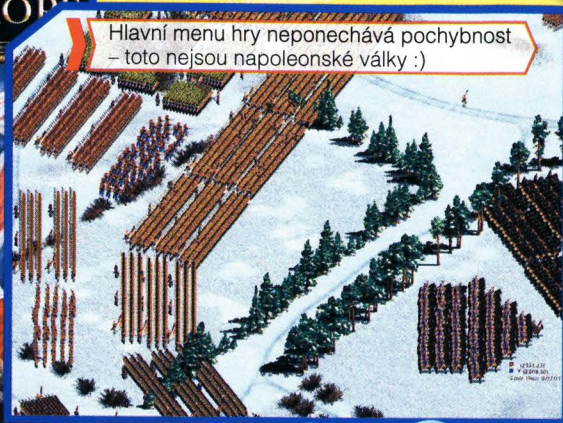 Hlavní menu hry neponechává pochybnost
– toto nejsou napoleonské války :)